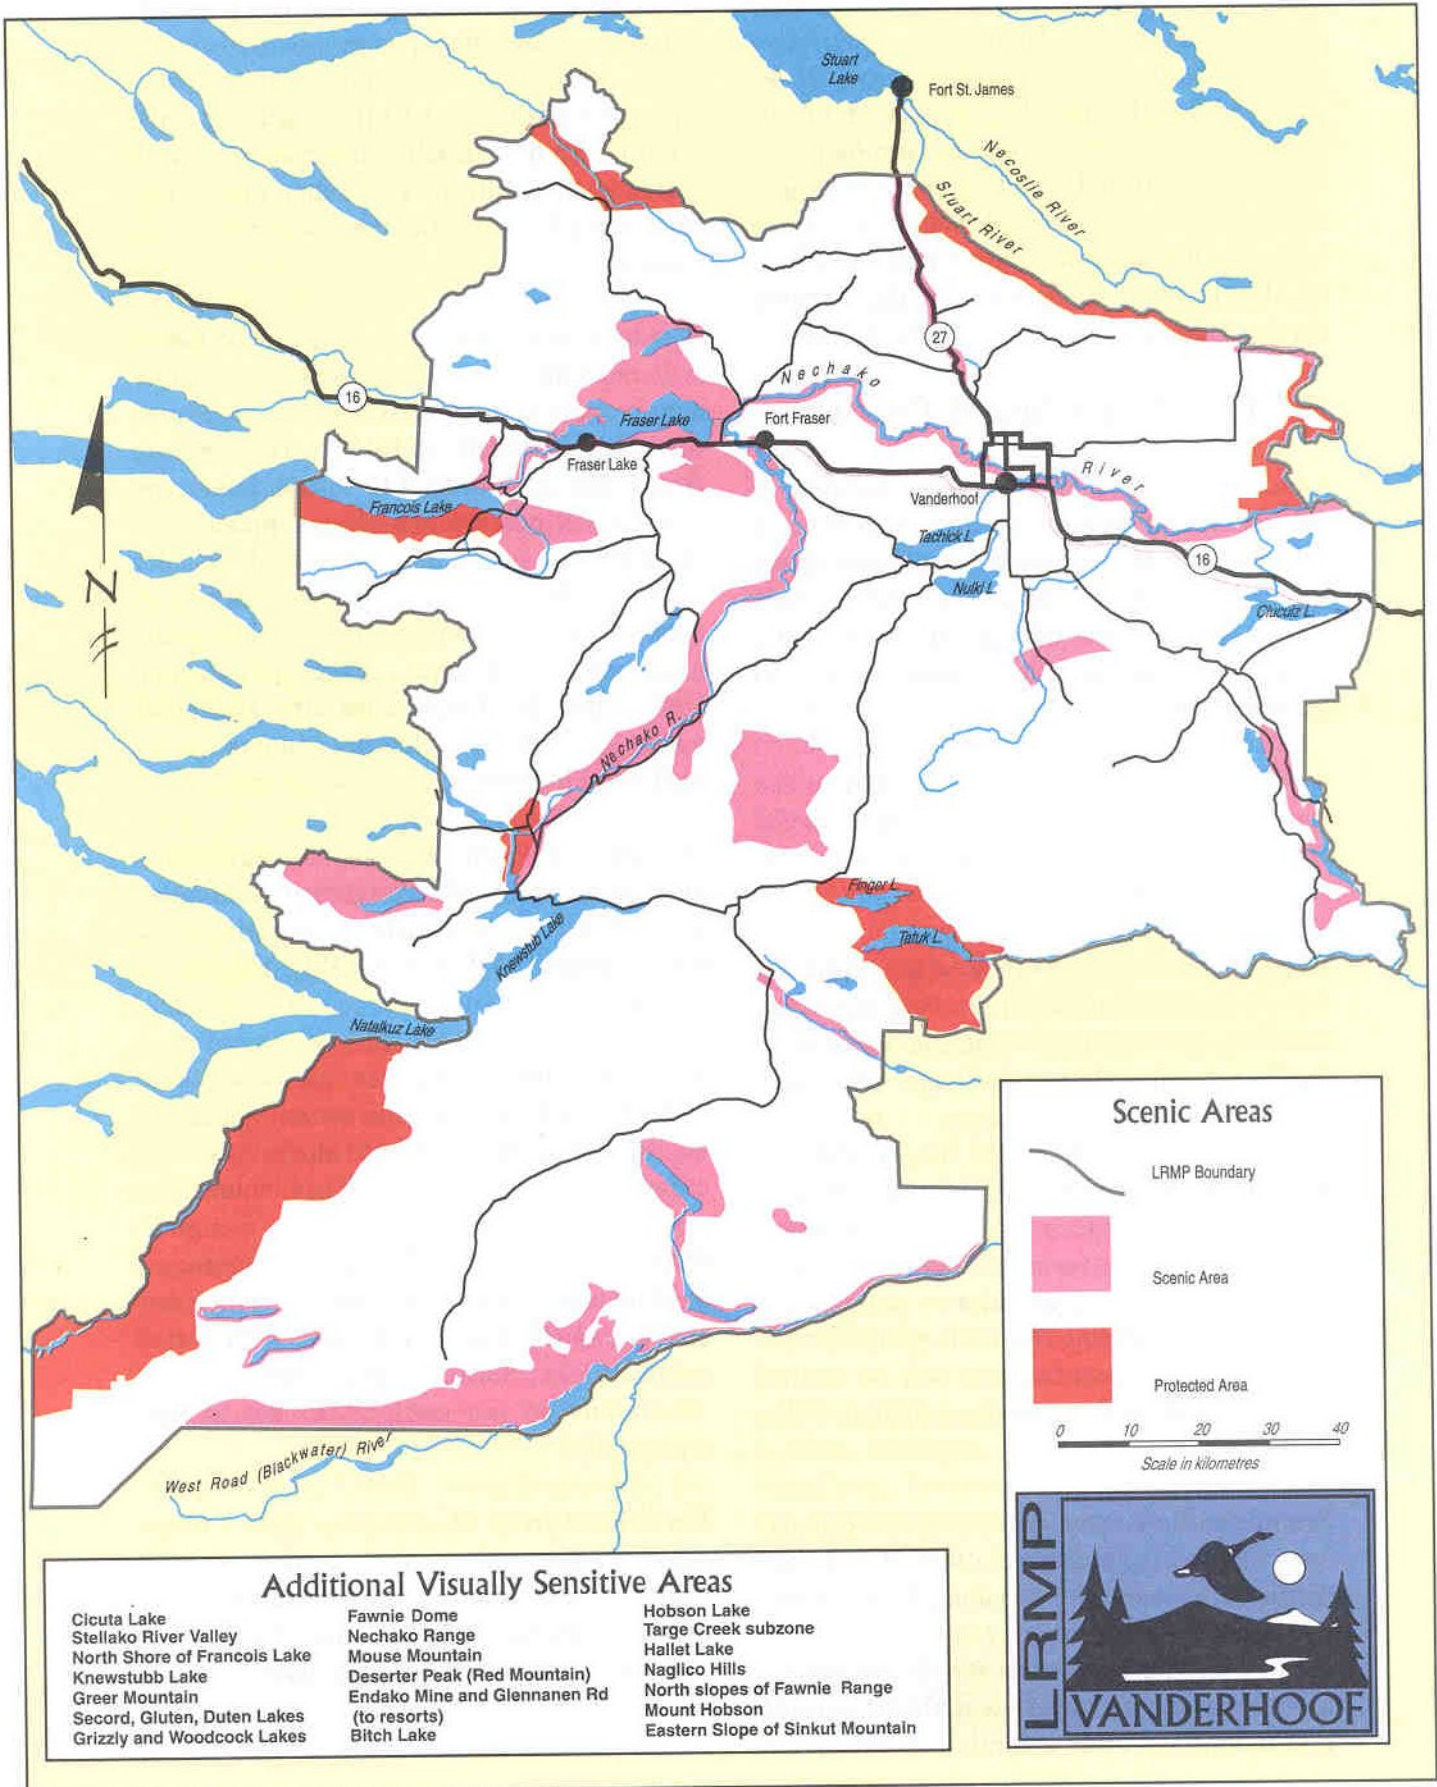 Stuart
Lake
Fort St. James
Necoslie River
Stuart River
27
16
Nechako
River
Fraser Lake
Fort Fraser
Fraser Lake
Vanderhoof
Francois Lake
Tachick L.
Nulki L.
16
Cluculz L.
N
Nechako R.
Finger L.
Tatuk L.
Knewstub Lake
Natalkuz Lake
West Road (Blackwater) River
Scenic Areas
LRMP Boundary
Scenic Area
Protected Area
0 10 20 30 40
Scale in kilometres
LRMP
VANDERHOOF
Additional Visually Sensitive Areas
Cicuta Lake
Stellako River Valley
North Shore of Francois Lake
Knewstubb Lake
Greer Mountain
Secord, Gluten, Duten Lakes
Grizzly and Woodcock Lakes
Fawnie Dome
Nechako Range
Mouse Mountain
Deserter Peak (Red Mountain)
Endako Mine and Glennanen Rd
(to resorts)
Bitch Lake
Hobson Lake
Targe Creek subzone
Hallet Lake
Naglico Hills
North slopes of Fawnie Range
Mount Hobson
Eastern Slope of Sinkut Mountain